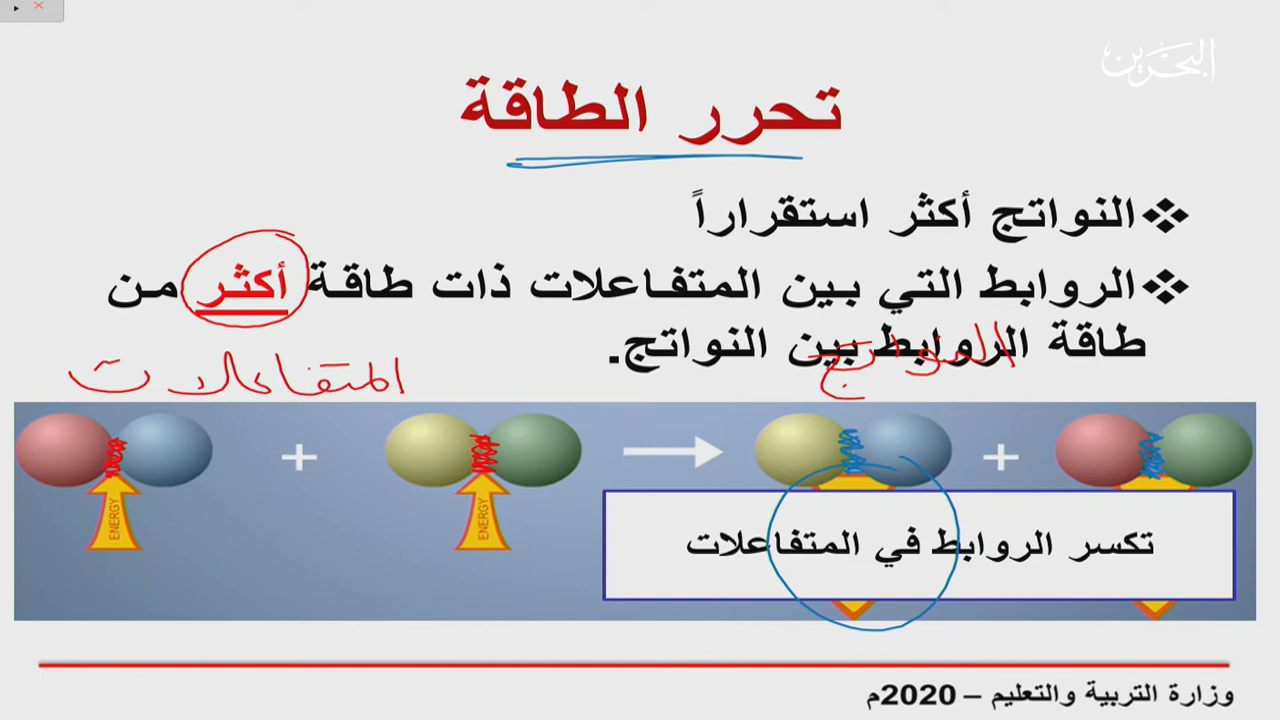 البحرين
تحرر الطاقة
❖النواتج أكثر استقراراً
❖الروابط التي بين المتفاعلات ذات طاقة أكثر من
طاقة الروابط بين النواتج.
النواتج
المتفاعلات
ENERGY
ENERGY
تكسر الروابط في المتفاعلات
وزارة التربية والتعليم – 2020م